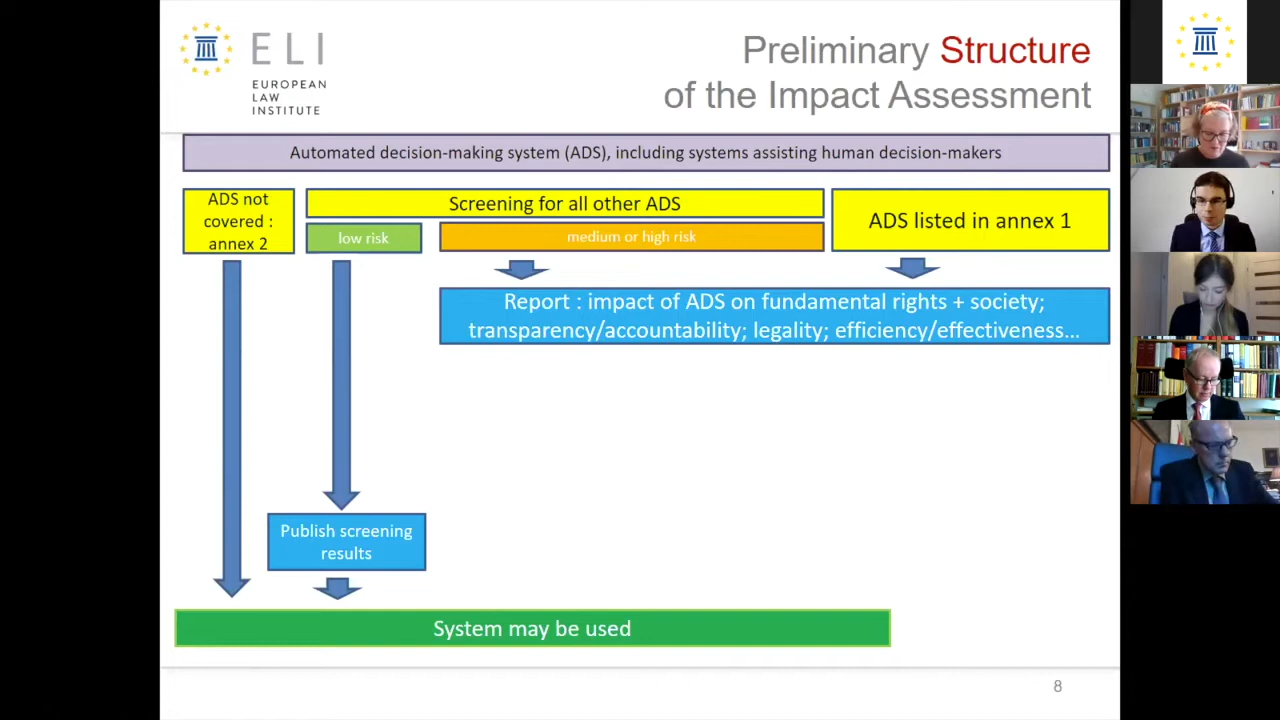 ELI
EUROPEAN
LAW
INSTITUTE
Preliminary Structure
of the Impact Assessment
Automated decision-making system (ADS), including systems assisting human decision-makers
ADS not
covered :
annex 2
Screening for all other ADS
low risk
medium or high risk
ADS listed in annex 1
Report : impact of ADS on fundamental rights + society;
transparency/accountability; legality; efficiency/effectiveness...
Publish screening
results
System may be used
8